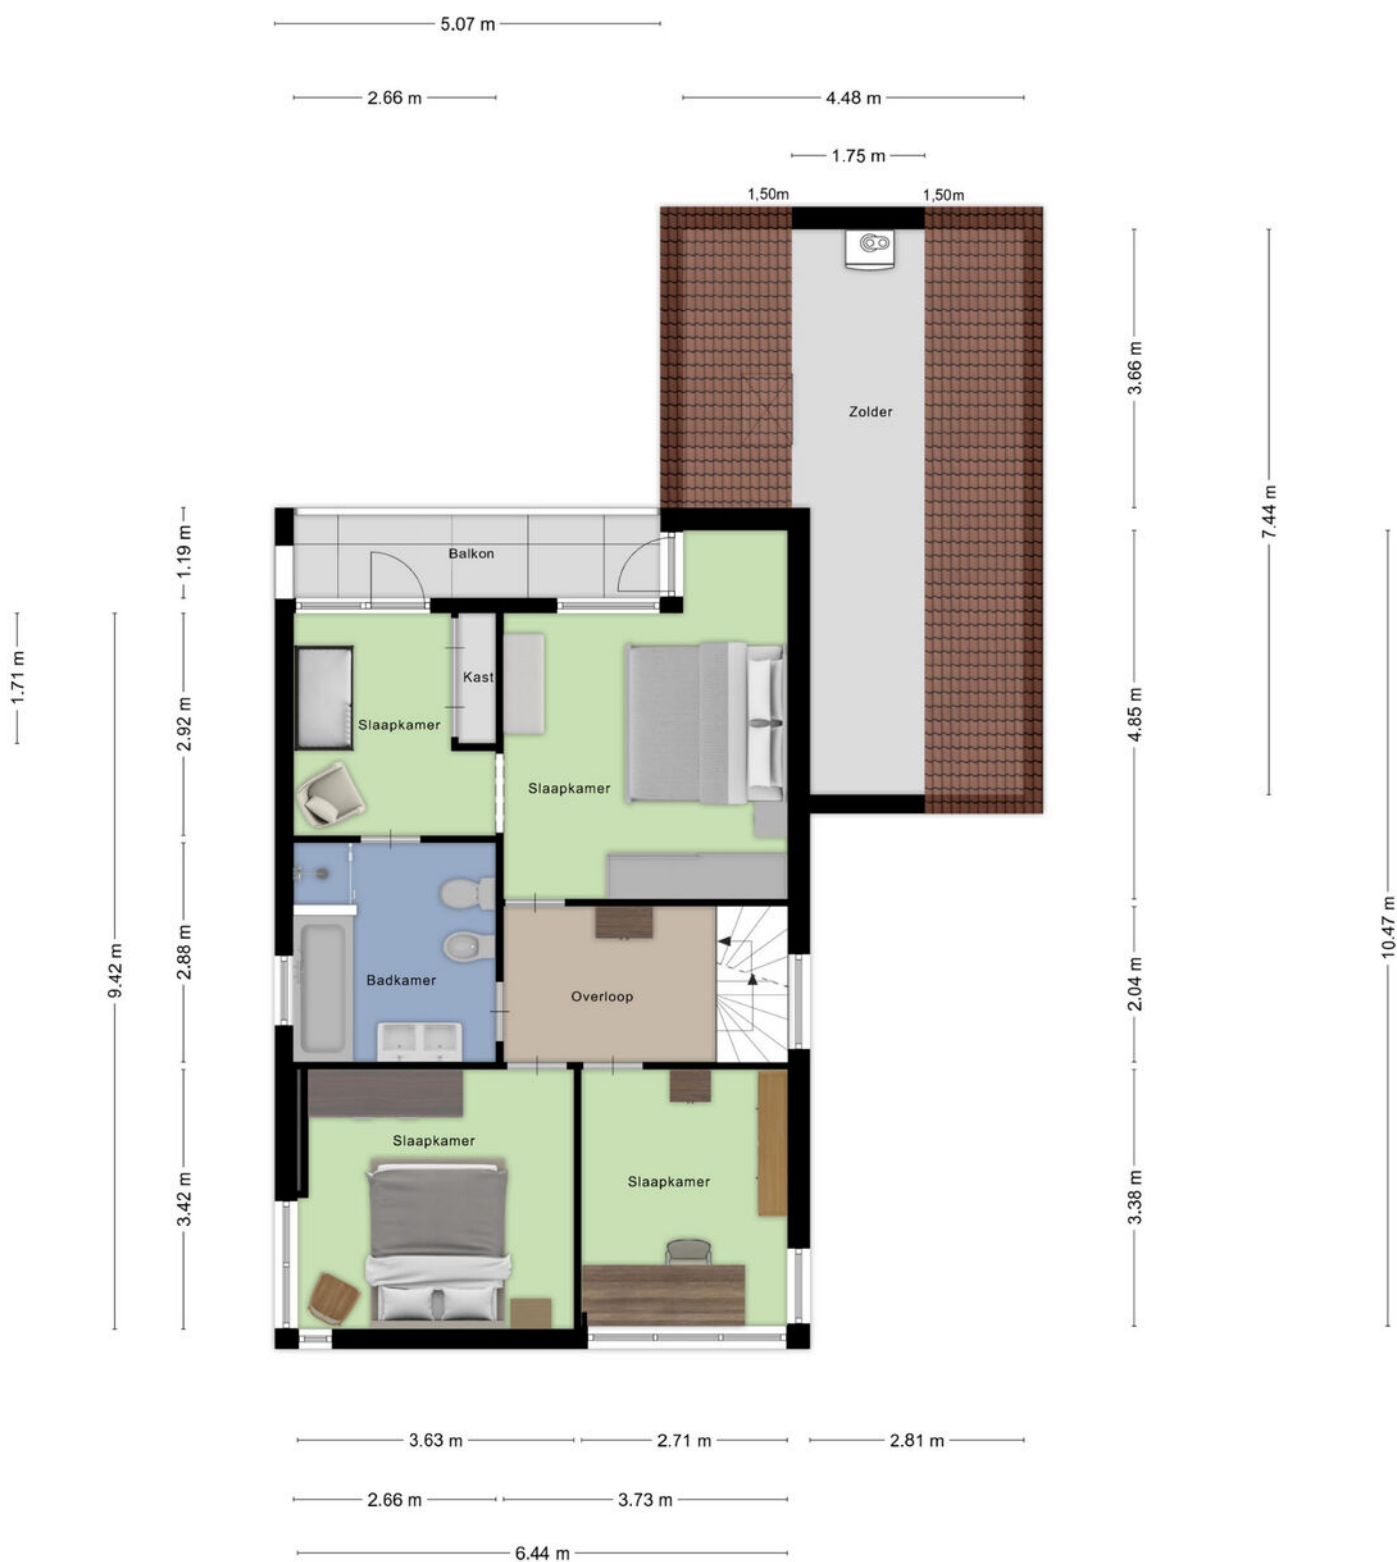 5.07 m
2.66 m
4.48 m
1.75 m
1,50m
1,50m
3.66 m
Zolder
7.44 m
1.19 m
Balkon
1.71 m
2.92 m
Kast
Slaapkamer
4.85 m
Slaapkamer
9.42 m
2.88 m
Badkamer
Overloop
2.04 m
10.47 m
Slaapkamer
Slaapkamer
3.42 m
3.38 m
3.63 m
2.71 m
2.81 m
2.66 m
3.73 m
6.44 m